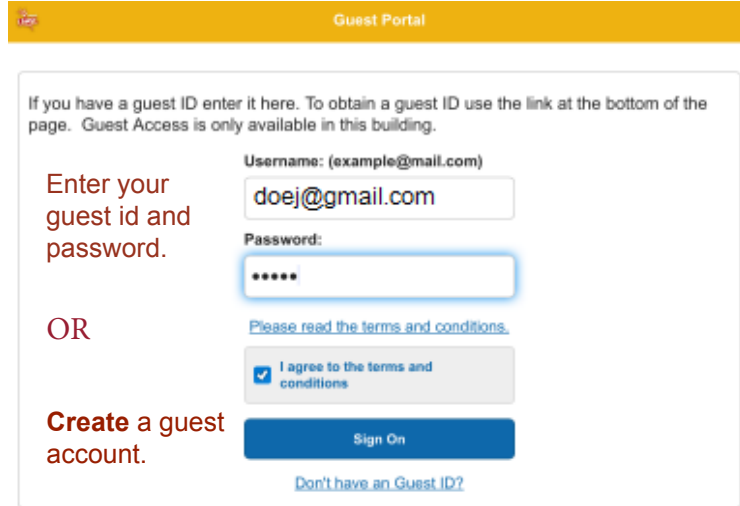 Guest Portal
If you have a guest ID enter it here. To obtain a guest ID use the link at the bottom of the
page. Guest Access is only available in this building.
Username: (example@mail.com)
Enter your
guest id and
password.
doej@gmail.com
Password:
•••••
OR
Please read the terms and conditions.
I agree to the terms and
conditions
Create a guest
account.
Sign On
Don't have an Guest ID?